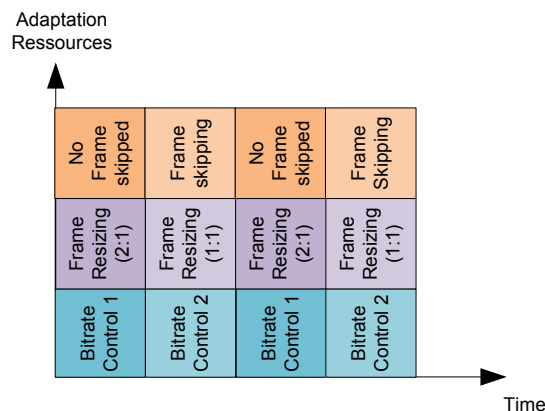 Adaptation
Ressources
No
Frame
skipped
Frame
skipping
No
Frame
skipped
Frame
Skipping
Frame
Resizing
(2:1)
Frame
Resizing
(1:1)
Frame
Resizing
(2:1)
Frame
Resizing
(1:1)
Bitrate
Control 1
Bitrate
Control 2
Bitrate
Control 1
Bitrate
Control 2
Time